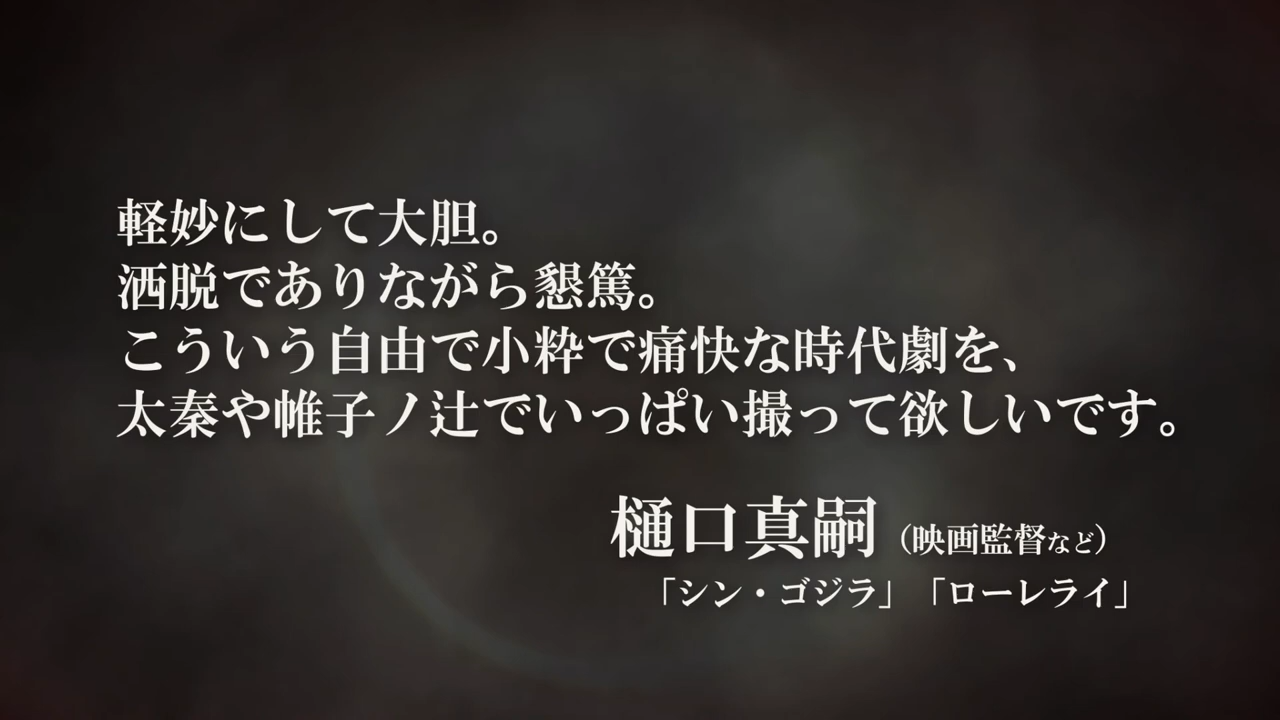 軽妙にして大胆。
洒脱でありながら懇篤。
こういう自由で小粋で痛快な時代劇を、
太秦や帷子ノ辻でいっぱい撮って欲しいです。
樋口真嗣（映画監督など）
「シン・ゴジラ」「ローレライ」